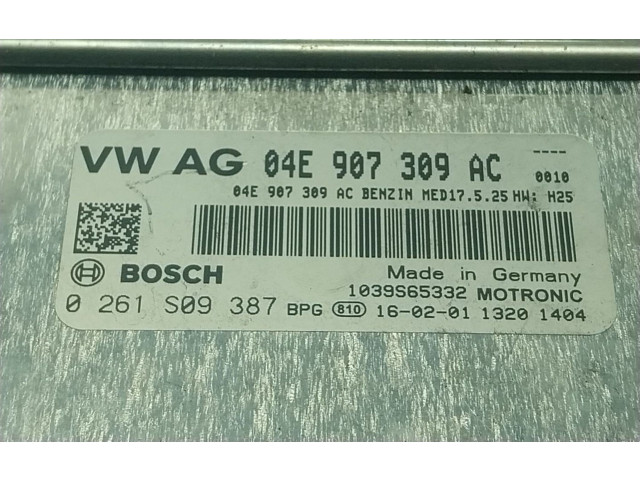 VW AG 04E 907 309 AC ---- 0010
04E 907 309 AC BENZIN MED17.5.25 HW: H25
BOSCH Made in Germany
1039S65332 MOTRONIC
0 261 S09 387 BPG 810 16-02-01 1320 1404